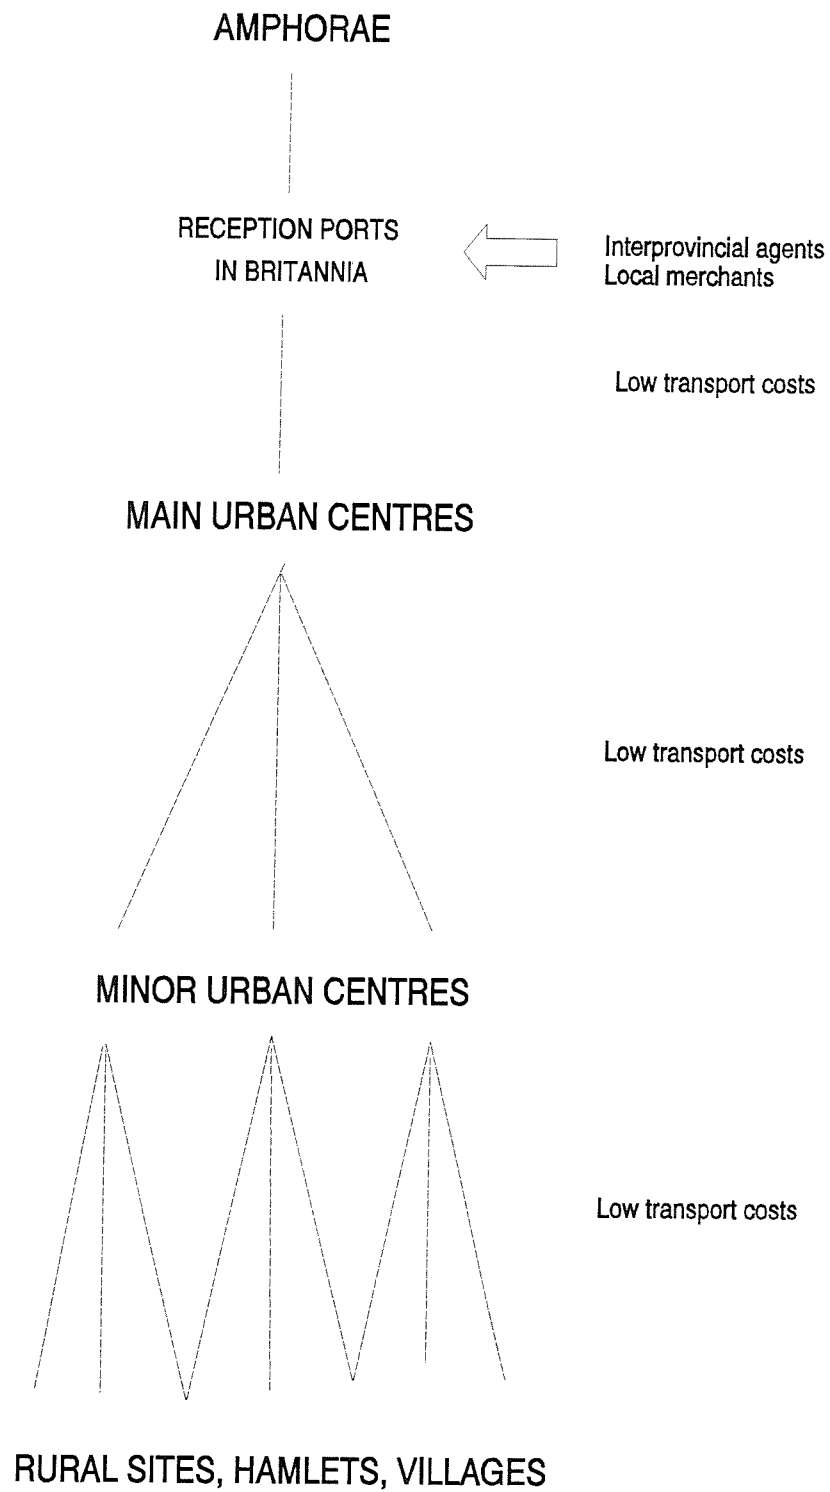 AMPHORAE
RECEPTION PORTS
IN BRITANNIA
Interprovincial agents
Local merchants
Low transport costs
MAIN URBAN CENTRES
Low transport costs
MINOR URBAN CENTRES
Low transport costs
RURAL SITES, HAMLETS, VILLAGES